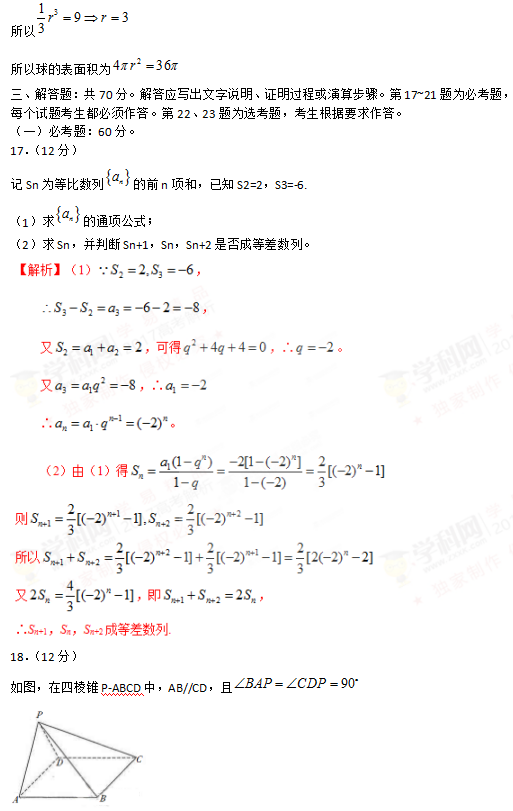 所以 1/3 r³ = 9 ⇒ r = 3
所以球的表面积为 4πr² = 36π
三、解答题：共 70 分。解答应写出文字说明、证明过程或演算步骤。第 17~21 题为必考题，
每个试题考生都必须作答。第 22、23 题为选考题，考生根据要求作答。
（一）必考题：60 分。
17.（12 分）
记 Sn 为等比数列 {aₙ} 的前 n 项和，已知 S2=2，S3=-6.
（1）求 {aₙ} 的通项公式；
（2）求 Sn，并判断 Sn+1，Sn，Sn+2 是否成等差数列。
【解析】（1）∵ S₂ = 2, S₃ = −6，
∴ S₃ − S₂ = a₃ = −6 − 2 = −8，
又 S₂ = a₁ + a₂ = 2，可得 q² + 4q + 4 = 0，∴ q = −2。
又 a₃ = a₁q² = −8，∴ a₁ = −2
∴ aₙ = a₁·qⁿ⁻¹ = (−2)ⁿ。
（2）由（1）得 Sₙ = a₁(1−qⁿ)/(1−q) = −2[1−(−2)ⁿ]/(1−(−2)) = 2/3[(−2)ⁿ −1]
则 Sₙ₊₁ = 2/3[(−2)ⁿ⁺¹ −1], Sₙ₊₂ = 2/3[(−2)ⁿ⁺² −1]
所以 Sₙ₊₁ + Sₙ₊₂ = 2/3[(−2)ⁿ⁺² −1] + 2/3[(−2)ⁿ⁺¹ −1] = 2/3[2(−2)ⁿ −2]
又 2Sₙ = 4/3[(−2)ⁿ −1]，即 Sₙ₊₁ + Sₙ₊₂ = 2Sₙ，
∴Sₙ₊₁，Sₙ，Sₙ₊₂ 成等差数列.
18.（12 分）
如图，在四棱锥 P-ABCD 中，AB//CD，且 ∠BAP = ∠CDP = 90°
P
D
C
A
B